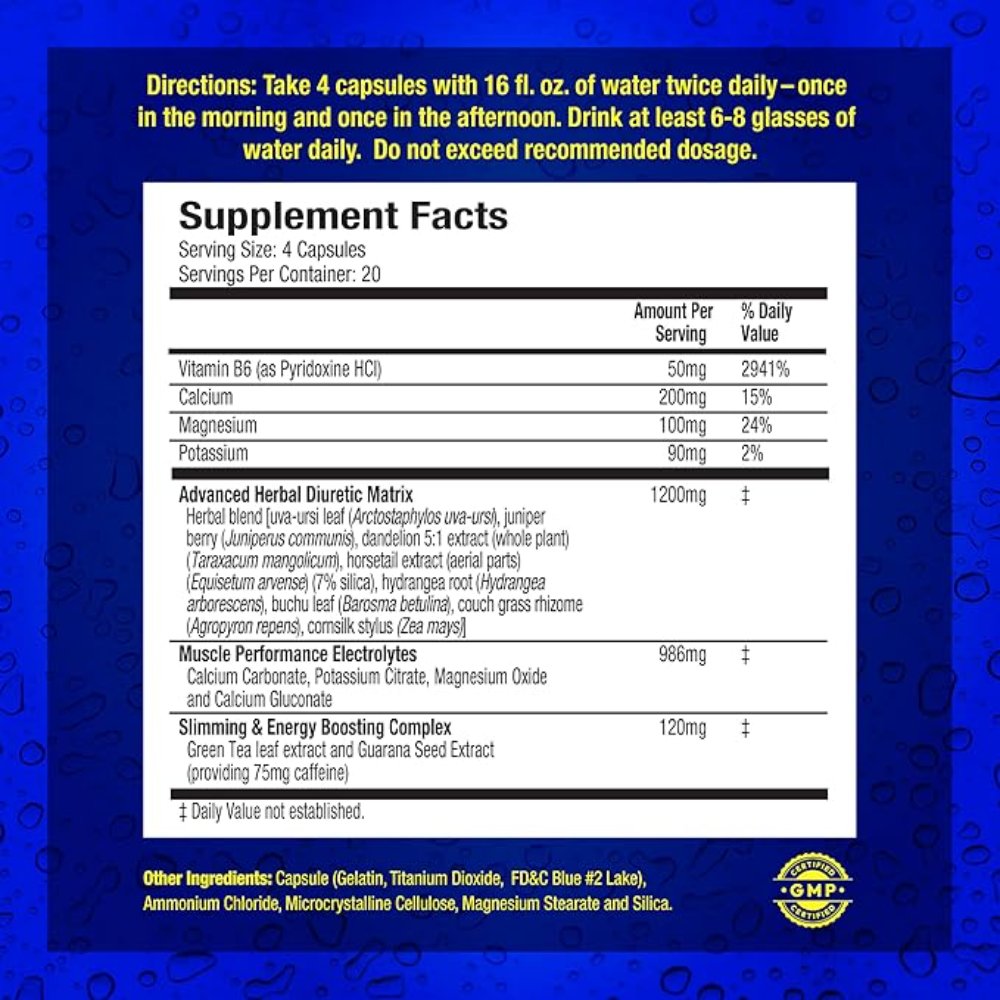 Directions: Take 4 capsules with 16 fl. oz. of water twice daily–once
in the morning and once in the afternoon. Drink at least 6-8 glasses of
water daily. Do not exceed recommended dosage.
Supplement Facts
Serving Size: 4 Capsules
Servings Per Container: 20
Amount Per % Daily
Serving Value
Vitamin B6 (as Pyridoxine HCl) 50mg 2941%
Calcium 200mg 15%
Magnesium 100mg 24%
Potassium 90mg 2%
Advanced Herbal Diuretic Matrix 1200mg ‡
Herbal blend [uva-ursi leaf (Arctostaphylos uva-ursi), juniper
berry (Juniperus communis), dandelion 5:1 extract (whole plant)
(Taraxacum mangolicum), horsetail extract (aerial parts)
(Equisetum arvense) (7% silica), hydrangea root (Hydrangea
arborescens), buchu leaf (Barosma betulina), couch grass rhizome
(Agropyron repens), cornsilk stylus (Zea mays)]
Muscle Performance Electrolytes 986mg ‡
Calcium Carbonate, Potassium Citrate, Magnesium Oxide
and Calcium Gluconate
Slimming & Energy Boosting Complex 120mg ‡
Green Tea leaf extract and Guarana Seed Extract
(providing 75mg caffeine)
‡ Daily Value not established.
Other Ingredients: Capsule (Gelatin, Titanium Dioxide, FD&C Blue #2 Lake),
Ammonium Chloride, Microcrystalline Cellulose, Magnesium Stearate and Silica.
CERTIFIED
·GMP·
CERTIFIED